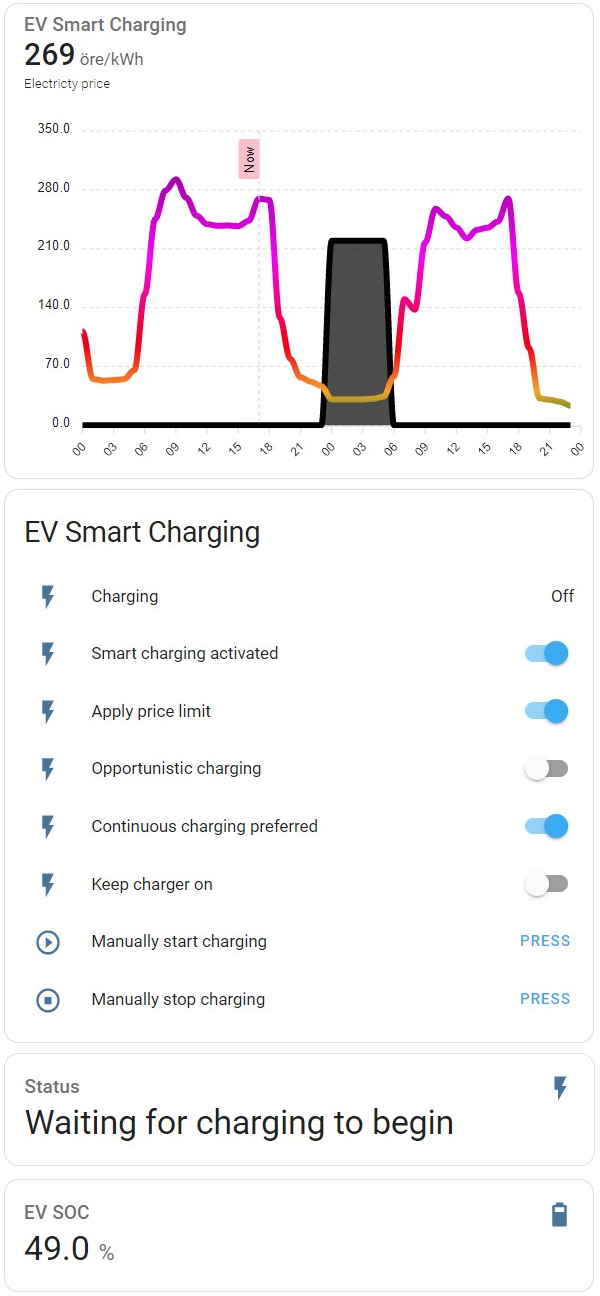 EV Smart Charging
269 öre/kWh
Electricty price
350.0
Now
280.0
210.0
140.0
70.0
0.0
00 03 06 09 12 15 18 21 00 03 06 09 12 15 18 21 00
EV Smart Charging
Charging Off
Smart charging activated
Apply price limit
Opportunistic charging
Continuous charging preferred
Keep charger on
Manually start charging PRESS
Manually stop charging PRESS
Status
Waiting for charging to begin
EV SOC
49.0 %